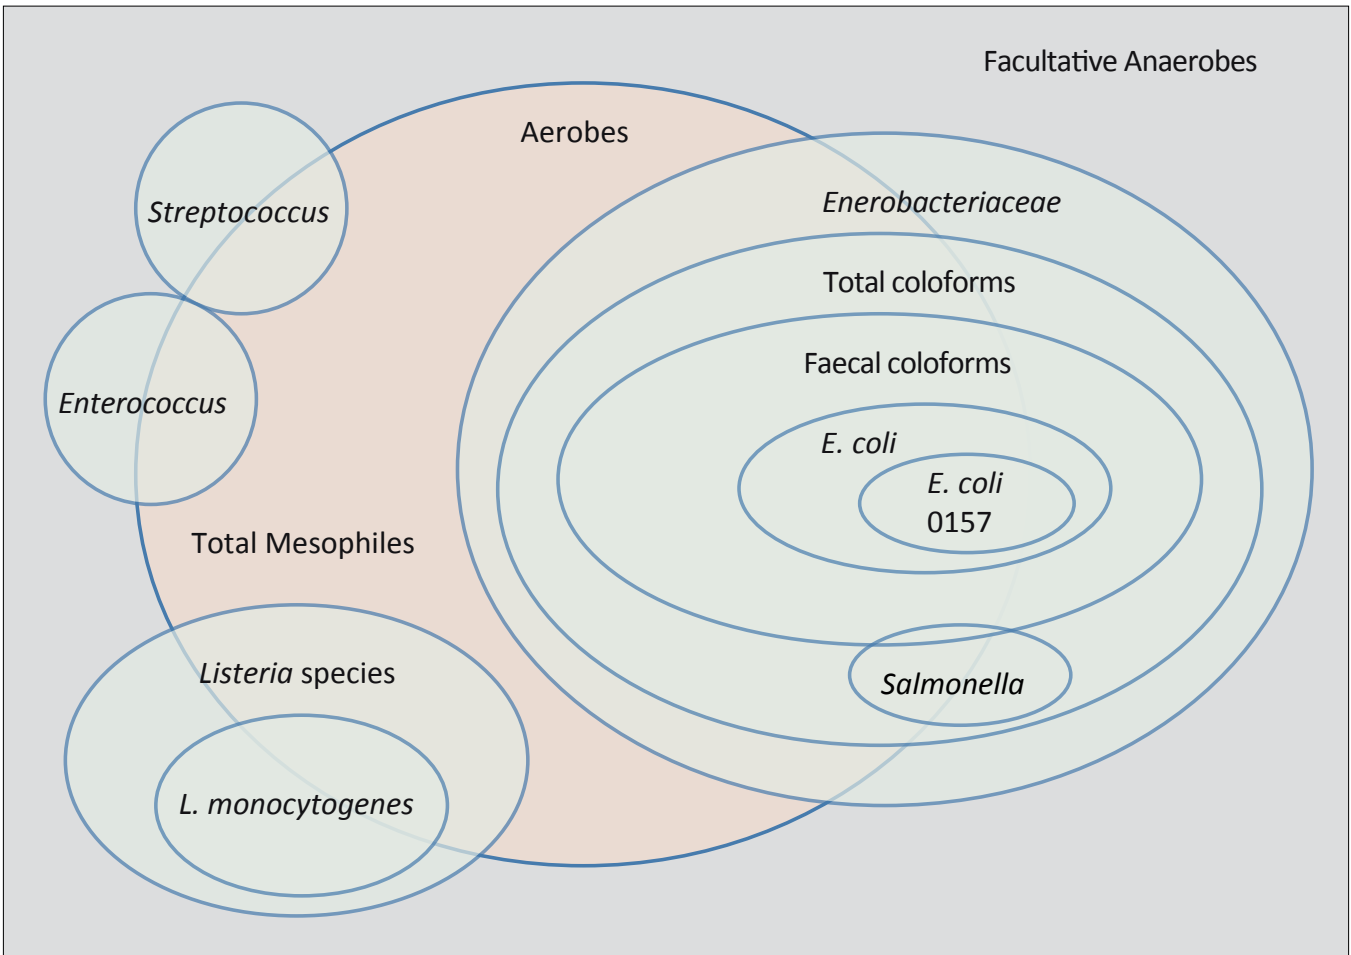 Facultative Anaerobes
Aerobes
Streptococcus
Enerobacteriaceae
Total coloforms
Faecal coloforms
Enterococcus
E. coli
E. coli
0157
Total Mesophiles
Listeria species
Salmonella
L. monocytogenes